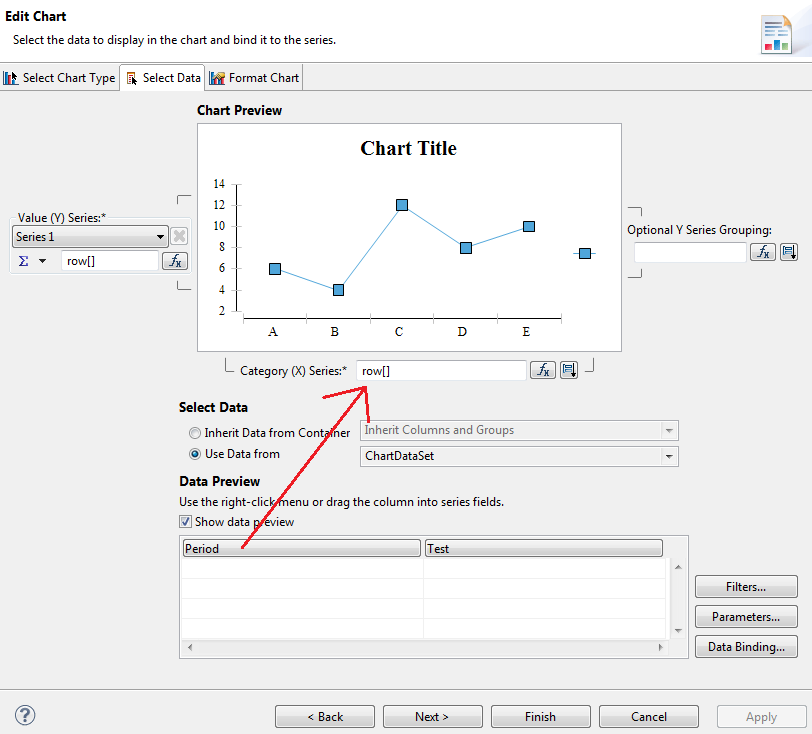 Edit Chart
Select the data to display in the chart and bind it to the series.
Select Chart Type
Select Data
Format Chart
Chart Preview
Chart Title
14
12
10
8
6
4
2
A B C D E
Value (Y) Series:*
Series 1
Σ row[] fx
Optional Y Series Grouping:
fx
Category (X) Series:* row[] fx
Select Data
Inherit Data from Container Inherit Columns and Groups
Use Data from ChartDataSet
Data Preview
Use the right-click menu or drag the column into series fields.
Show data preview
Period Test
Filters...
Parameters...
Data Binding...
? < Back Next > Finish Cancel Apply